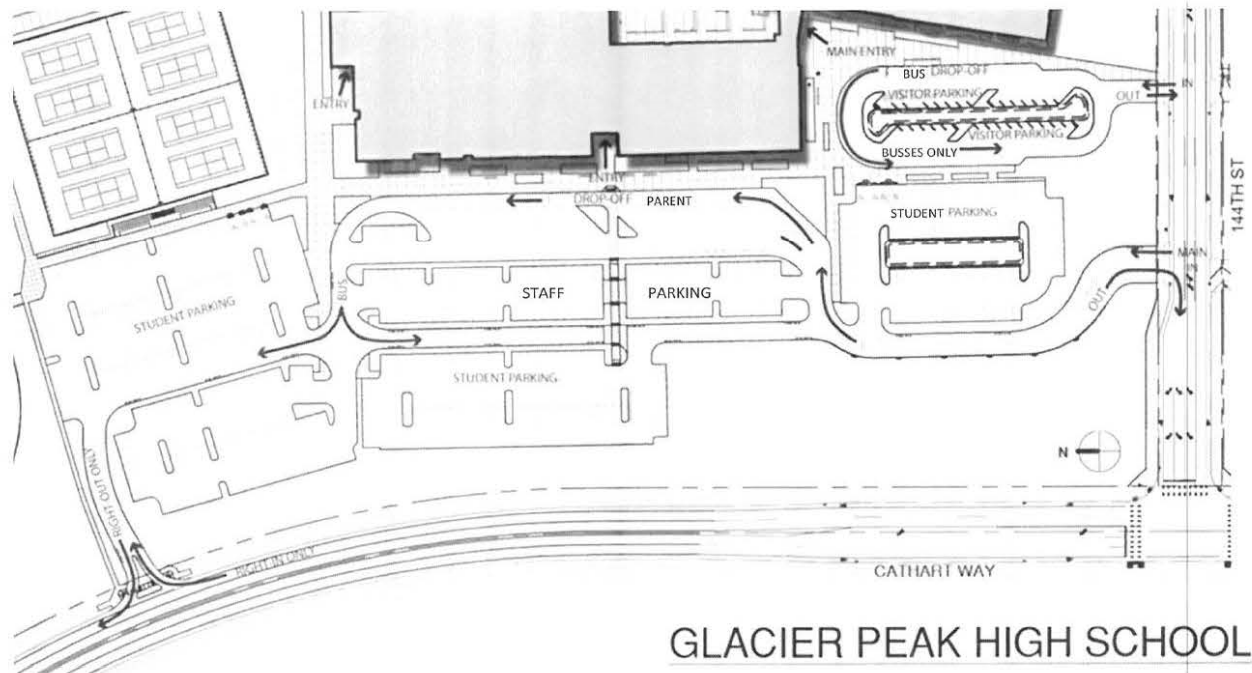 MAIN ENTRY
BUS DROP-OFF
VISITOR PARKING
IN
OUT
ENTRY
VISITOR PARKING
BUSSES ONLY
144TH ST
ENTRY
DROP-OFF
PARENT
STUDENT PARKING
MAIN
IN
OUT
BUS
STAFF
PARKING
STUDENT PARKING
STUDENT PARKING
N
RIGHT OUT ONLY
RIGHT IN ONLY
CATHART WAY
GLACIER PEAK HIGH SCHOOL